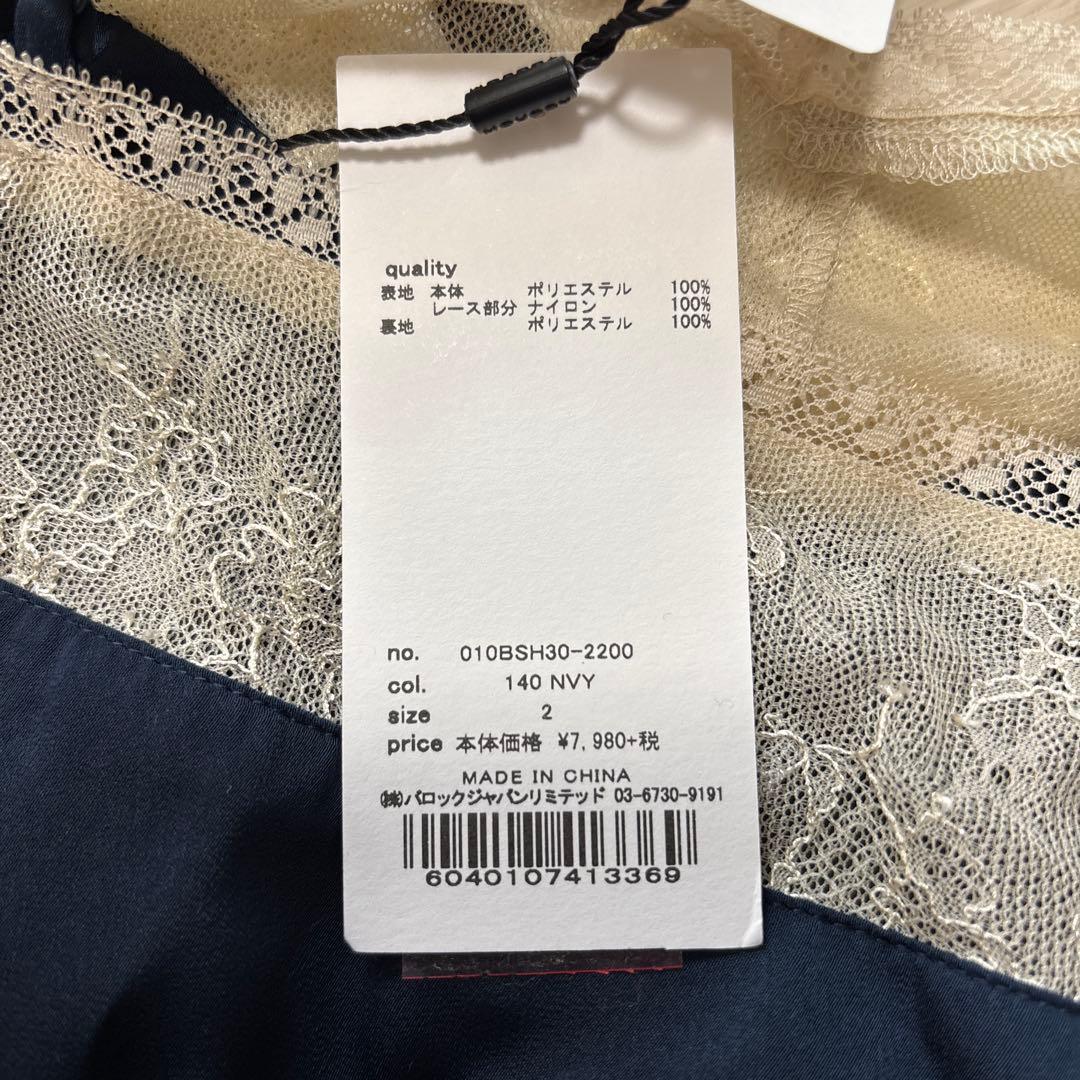 quality
表地 本体 ポリエステル 100%
レース部分 ナイロン 100%
裏地 ポリエステル 100%
no. 010BSH30-2200
col. 140 NVY
size 2
price 本体価格 ¥7,980+税
MADE IN CHINA
㈱バロックジャパンリミテッド 03-6730-9191
6040107413369